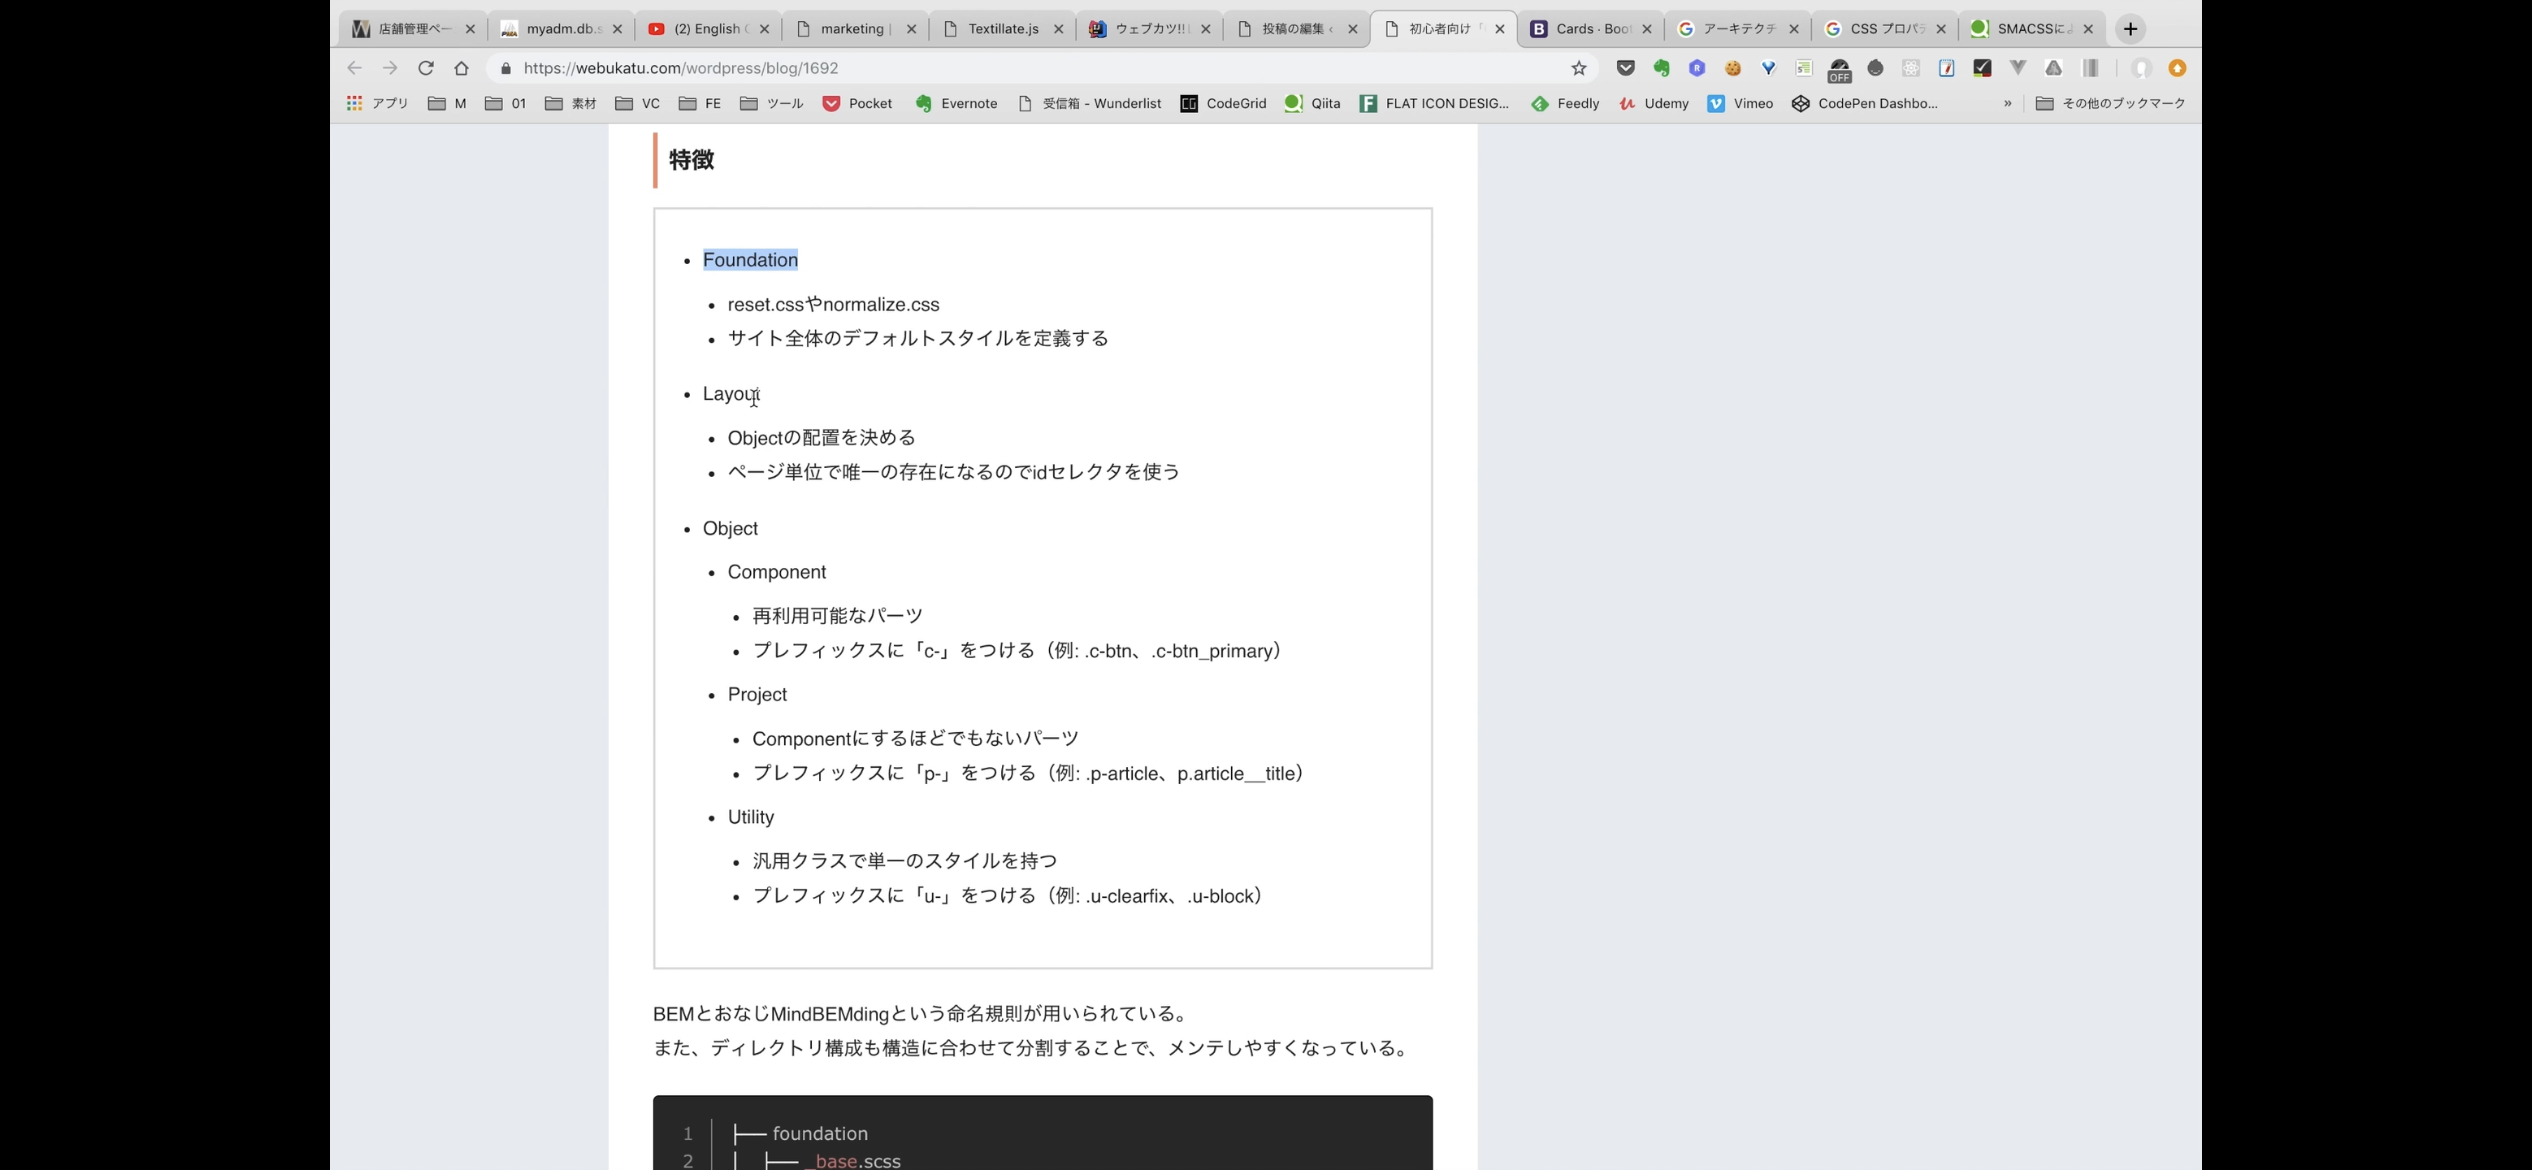 店舗管理ペー
myadm.db.s
(2) English
marketing |
Textillate.js
ウェブカツ!!
投稿の編集 ‹
初心者向け
Cards · Boo
アーキテクチ
CSS プロパ
SMACSSに
https://webukatu.com/wordpress/blog/1692
OFF
アプリ
M
01
素材
VC
FE
ツール
Pocket
Evernote
受信箱 - Wunderlist
CodeGrid
Qiita
FLAT ICON DESIG...
Feedly
Udemy
Vimeo
CodePen Dashbo...
»
その他のブックマーク
特徴
• Foundation
• reset.cssやnormalize.css
• サイト全体のデフォルトスタイルを定義する
• Layout
• Objectの配置を決める
• ページ単位で唯一の存在になるのでidセレクタを使う
• Object
• Component
• 再利用可能なパーツ
• プレフィックスに「c-」をつける（例: .c-btn、.c-btn_primary）
• Project
• Componentにするほどでもないパーツ
• プレフィックスに「p-」をつける（例: .p-article、p.article__title）
• Utility
• 汎用クラスで単一のスタイルを持つ
• プレフィックスに「u-」をつける（例: .u-clearfix、.u-block）
BEMとおなじMindBEMdingという命名規則が用いられている。
また、ディレクトリ構成も構造に合わせて分割することで、メンテしやすくなっている。
1 ├── foundation
2 │ ├── _base.scss